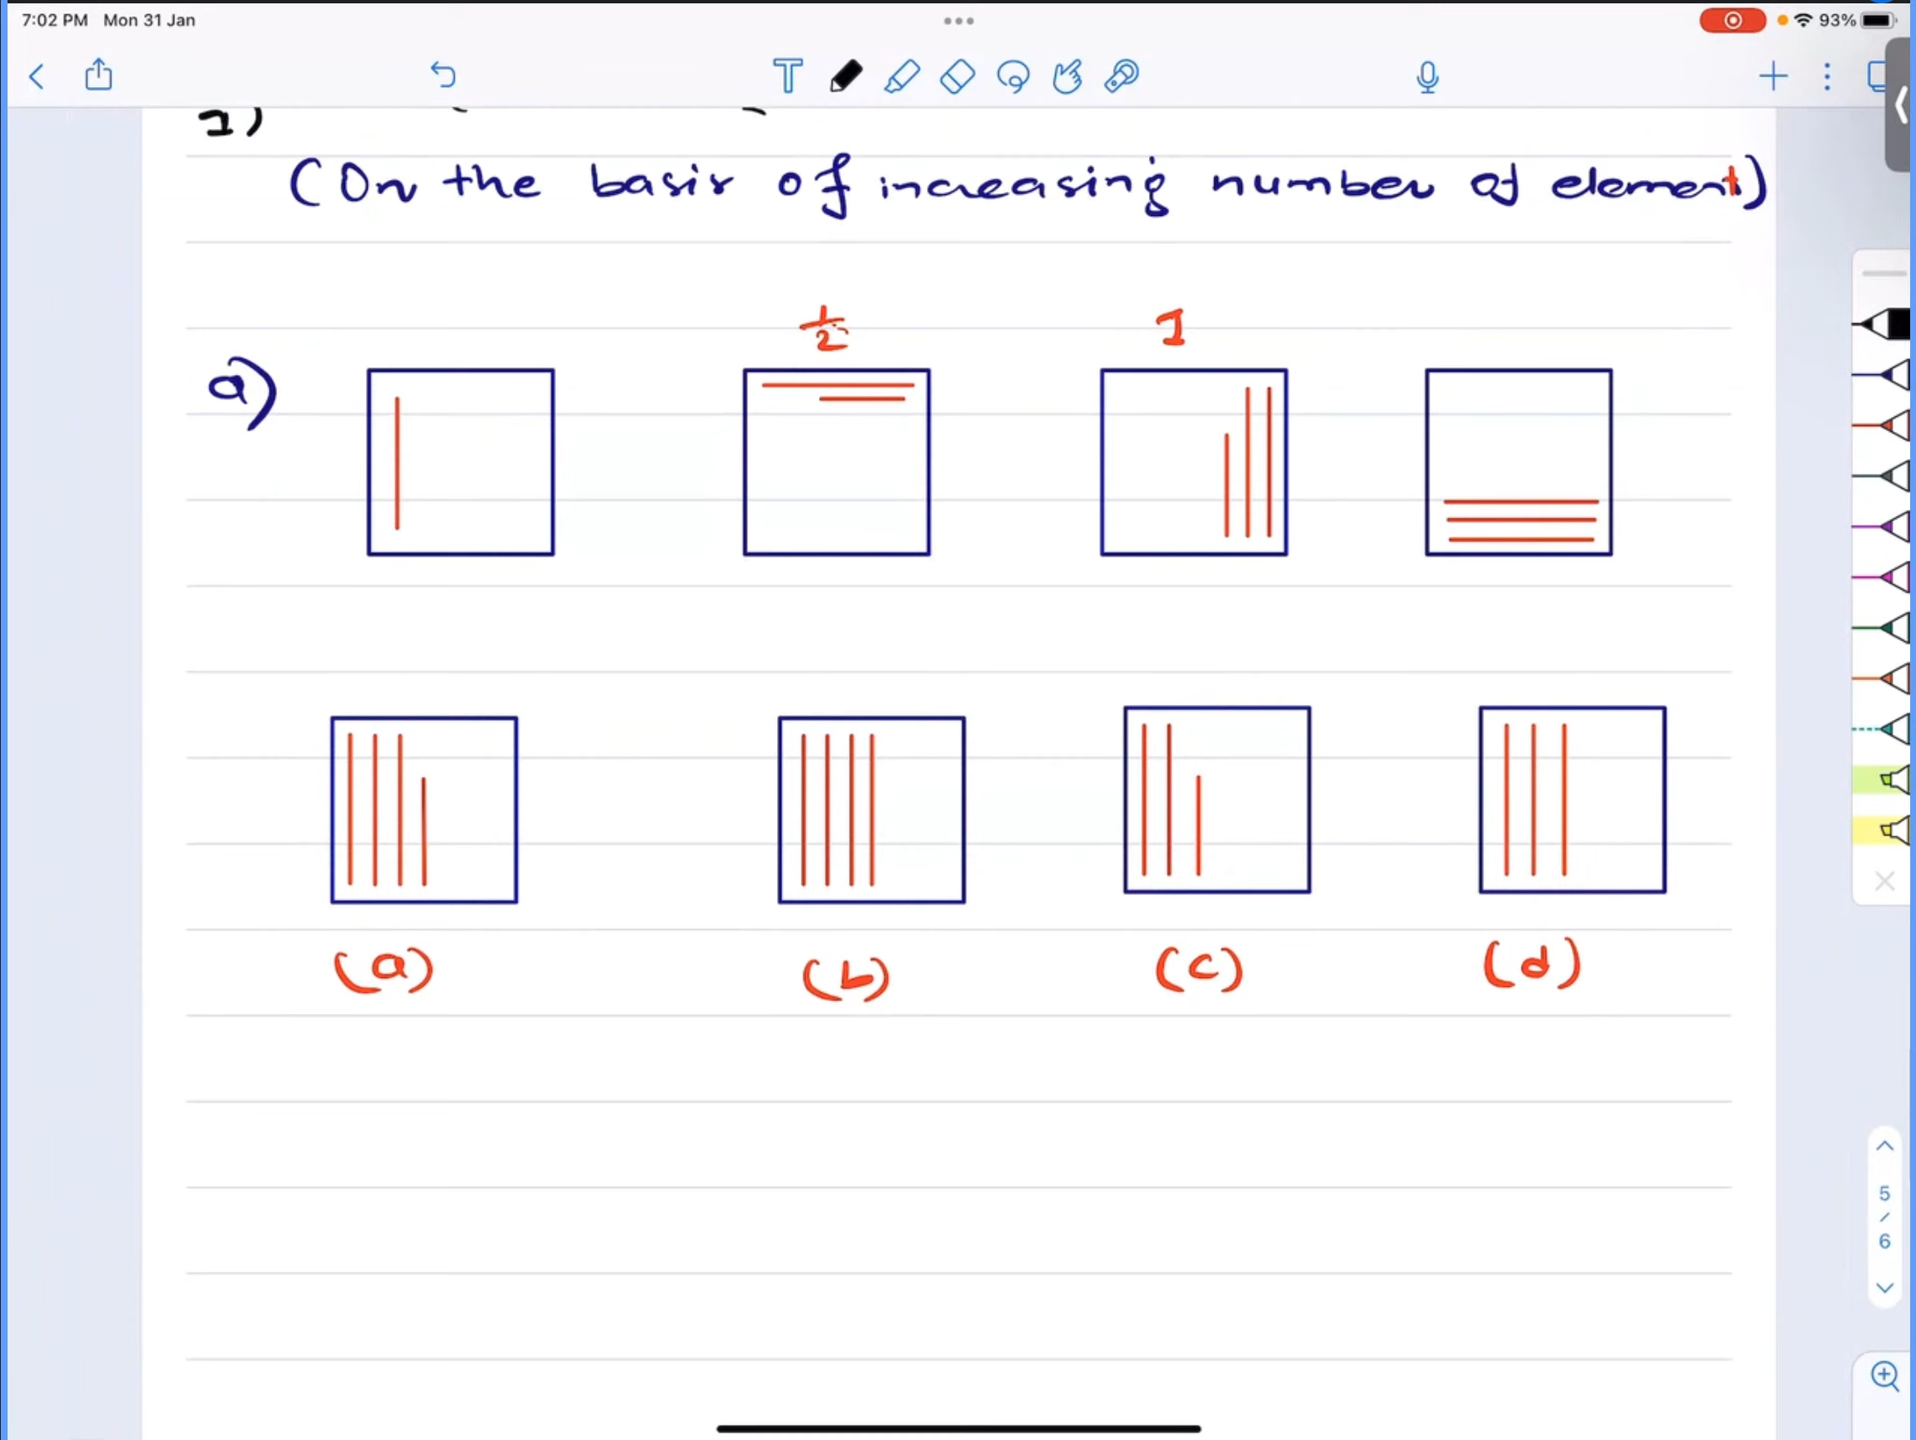 7:02 PM Mon 31 Jan
93%
1)
(On the basis of increasing number of element)
1/2 1
a)
(a) (b) (c) (d)
5
/
6